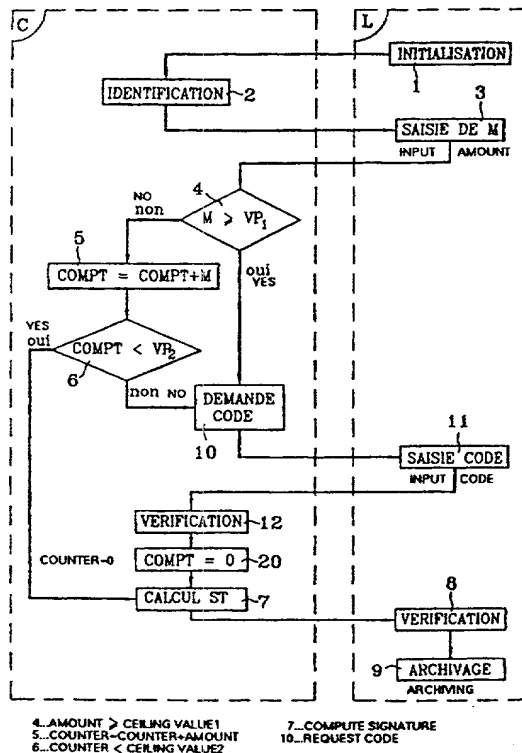 C
L
INITIALISATION
1
IDENTIFICATION
2
3
SAISIE DE M
INPUT AMOUNT
4
NO
non
M ⩾ VP1
5
COMPT = COMPT+M
oui
YES
YES
oui
COMPT < VP2
6
non NO
DEMANDE
CODE
10
11
SAISIE CODE
INPUT CODE
VERIFICATION
12
COUNTER-0
COMPT = 0
20
CALCUL ST
7
8
VERIFICATION
9
ARCHIVAGE
ARCHIVING
4...AMOUNT ⩾ CEILING VALUE1
5...COUNTER-COUNTER+AMOUNT
6...COUNTER < CEILING VALUE2
7...COMPUTE SIGNATURE
10...REQUEST CODE